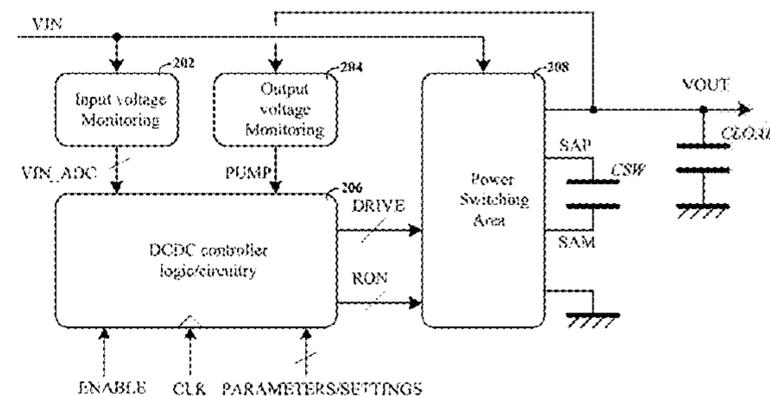 VIN
202
204
208
Input voltage
Monitoring
Output
voltage
Monitoring
VOUT
CLOAD
SAP
CSW
VIN_ADC
PUMP
206
Power
Switching
Area
DRIVE
SAM
DCDC controller
logic/circuitry
RON
ENABLE
CLK
PARAMETERS/SETTINGS